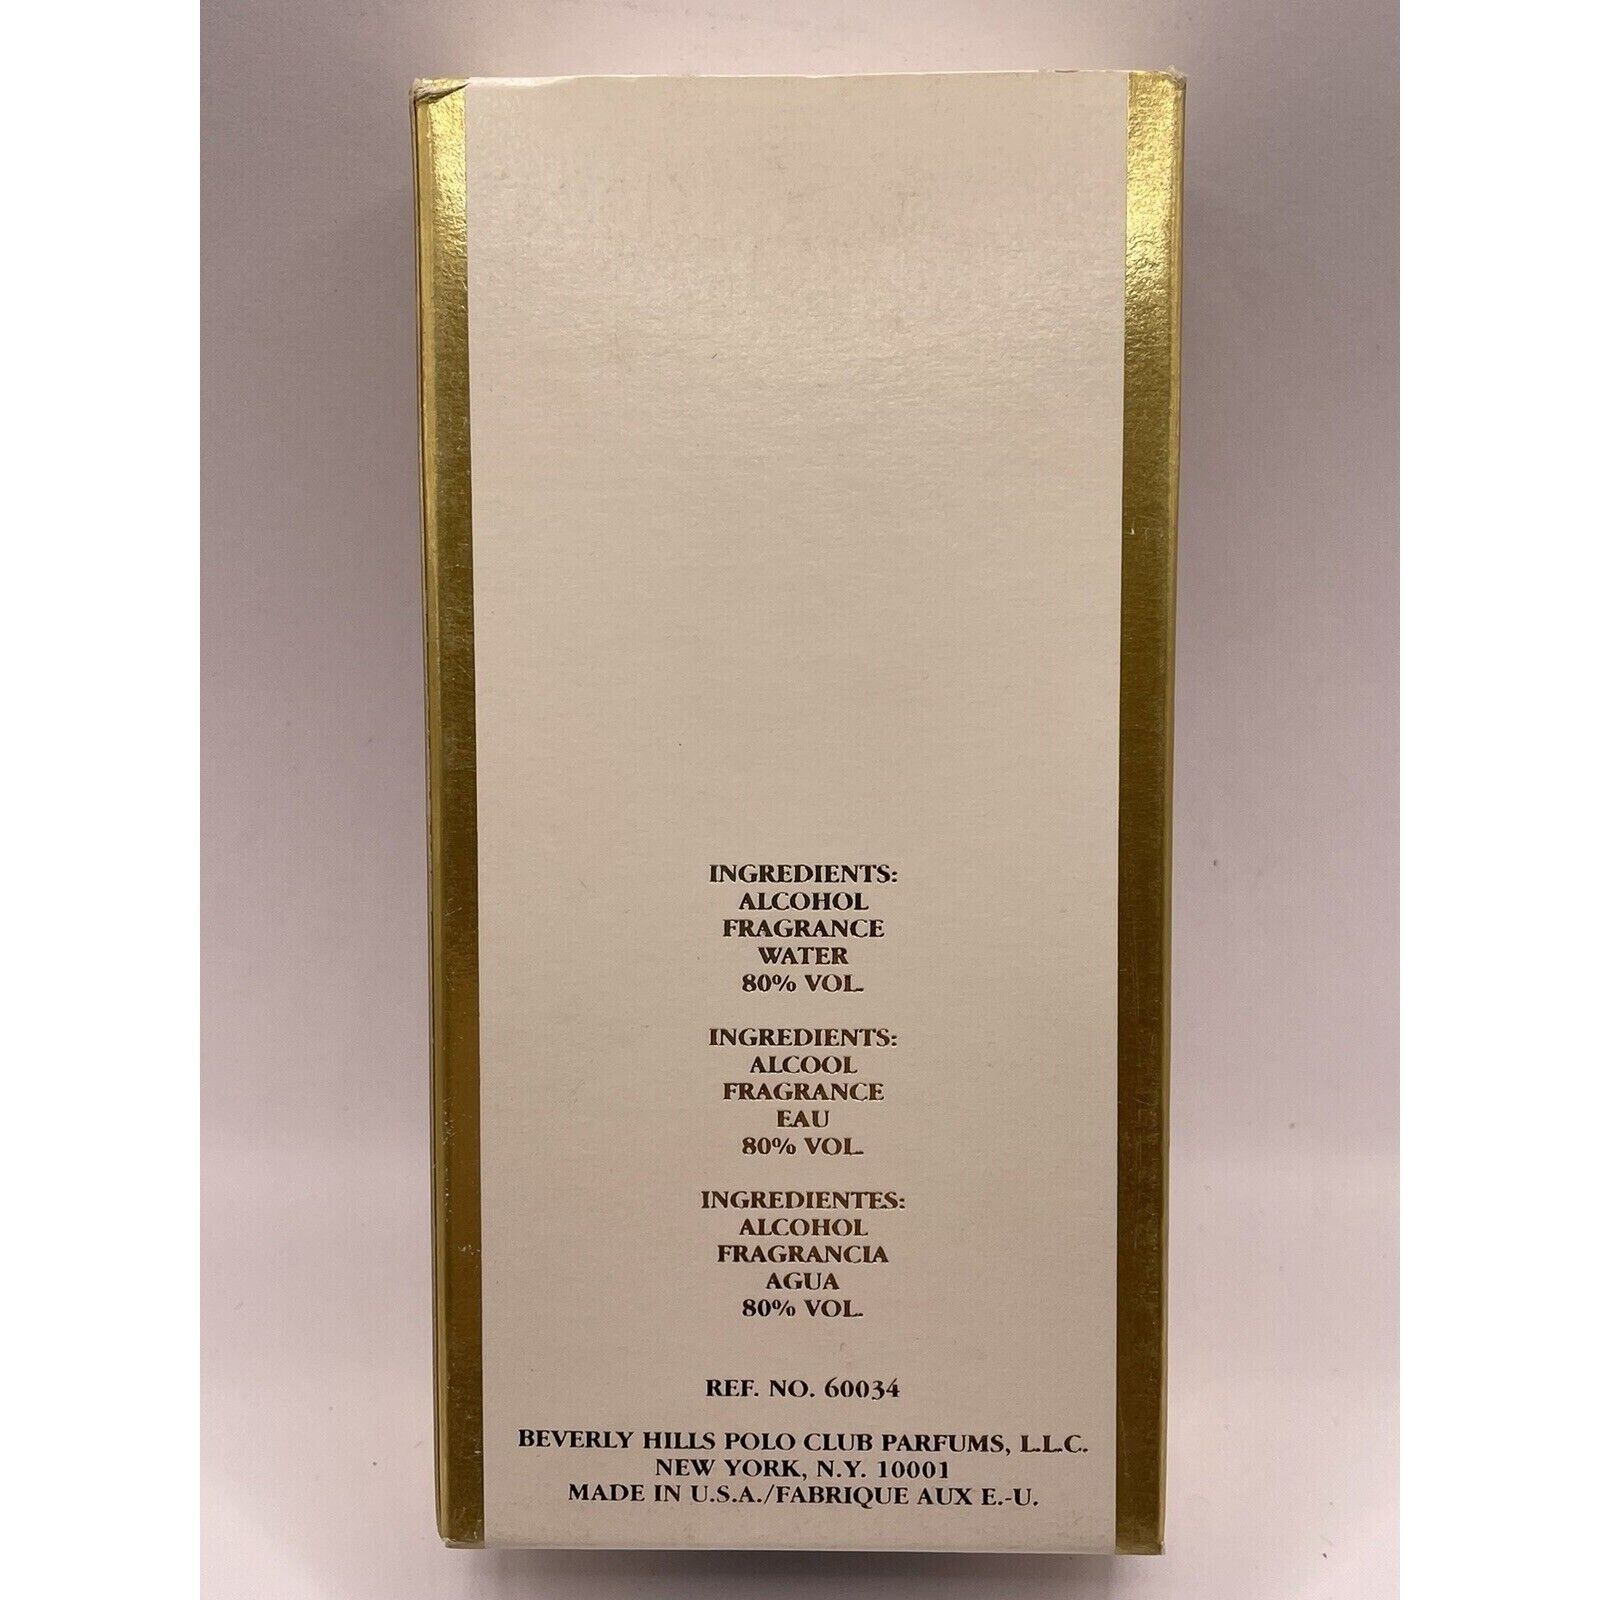 INGREDIENTS:
ALCOHOL
FRAGRANCE
WATER
80% VOL.
INGREDIENTS:
ALCOOL
FRAGRANCE
EAU
80% VOL.
INGREDIENTES:
ALCOHOL
FRAGRANCIA
AGUA
80% VOL.
REF. NO. 60034
BEVERLY HILLS POLO CLUB PARFUMS, L.L.C.
NEW YORK, N.Y. 10001
MADE IN U.S.A./FABRIQUE AUX E.-U.